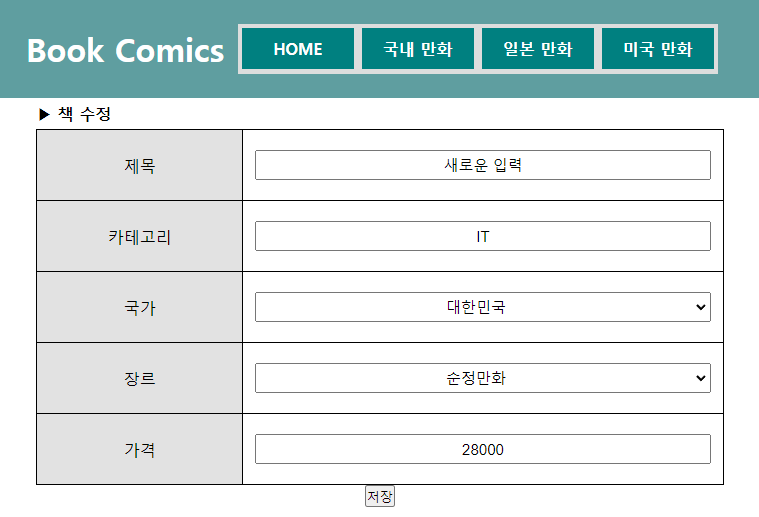 Book Comics
HOME 국내 만화 일본 만화 미국 만화
▶ 책 수정
제목 새로운 입력
카테고리 IT
국가 대한민국
장르 순정만화
가격 28000
저장